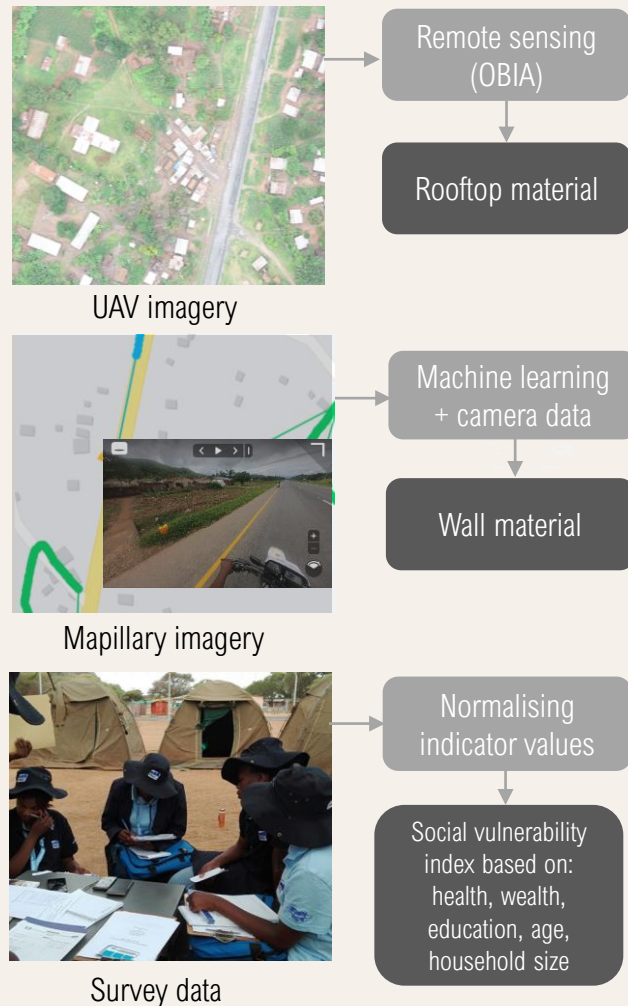 Remote sensing
(OBIA)
Rooftop material
UAV imagery
Machine learning
+ camera data
Wall material
Mapillary imagery
Normalising
indicator values
Social vulnerability
index based on:
health, wealth,
education, age,
household size
Survey data